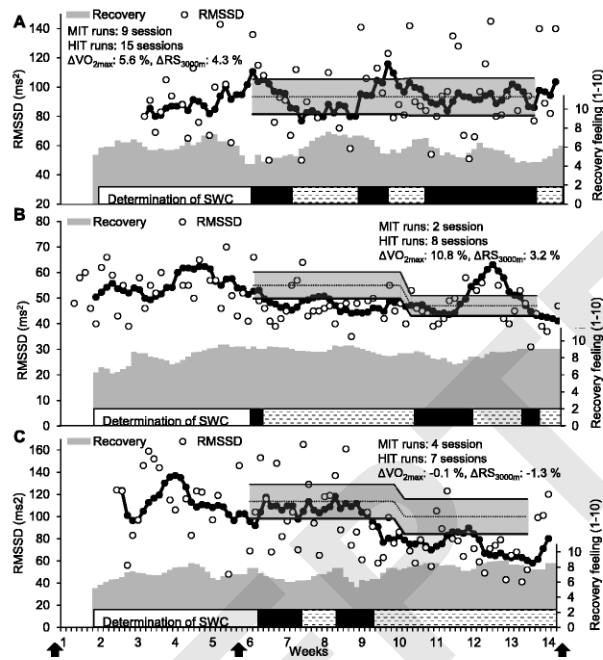 A
Recovery
RMSSD
MIT runs: 9 session
HIT runs: 15 sessions
ΔVO2max: 5.6 %, ΔRS3000m: 4.3 %
RMSSD (ms²)
140
120
100
80
60
40
20
Recovery feeling (1-10)
10
8
6
4
2
0
Determination of SWC
B
Recovery
RMSSD
MIT runs: 2 session
HIT runs: 8 sessions
ΔVO2max: 10.8 %, ΔRS3000m: 3.2 %
RMSSD (ms²)
80
70
60
50
40
30
20
10
0
Recovery feeling (1-10)
10
8
6
4
2
0
Determination of SWC
C
Recovery
RMSSD
MIT runs: 4 session
HIT runs: 7 sessions
ΔVO2max: -0.1 %, ΔRS3000m: -1.3 %
RMSSD (ms2)
160
140
120
100
80
60
40
20
0
Recovery feeling (1-10)
10
8
6
4
2
0
Determination of SWC
1 2 3 4 5 6 7 8 9 10 11 12 13 14
Weeks